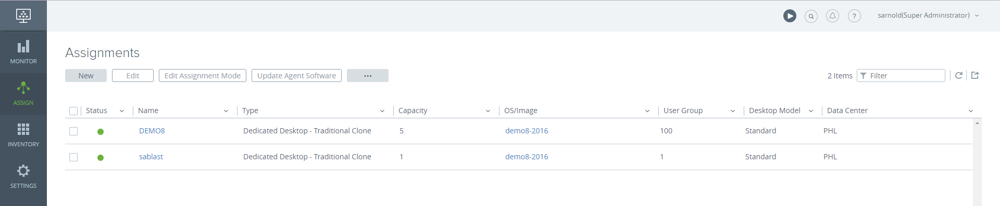 sarnold(Super Administrator)
MONITOR
ASSIGN
INVENTORY
SETTINGS
Assignments
New Edit Edit Assignment Mode Update Agent Software ••• 2 Items Filter
Status Name Type Capacity OS/Image User Group Desktop Model Data Center
DEMO8 Dedicated Desktop - Traditional Clone 5 demo8-2016 100 Standard PHL
sablast Dedicated Desktop - Traditional Clone 1 demo8-2016 1 Standard PHL